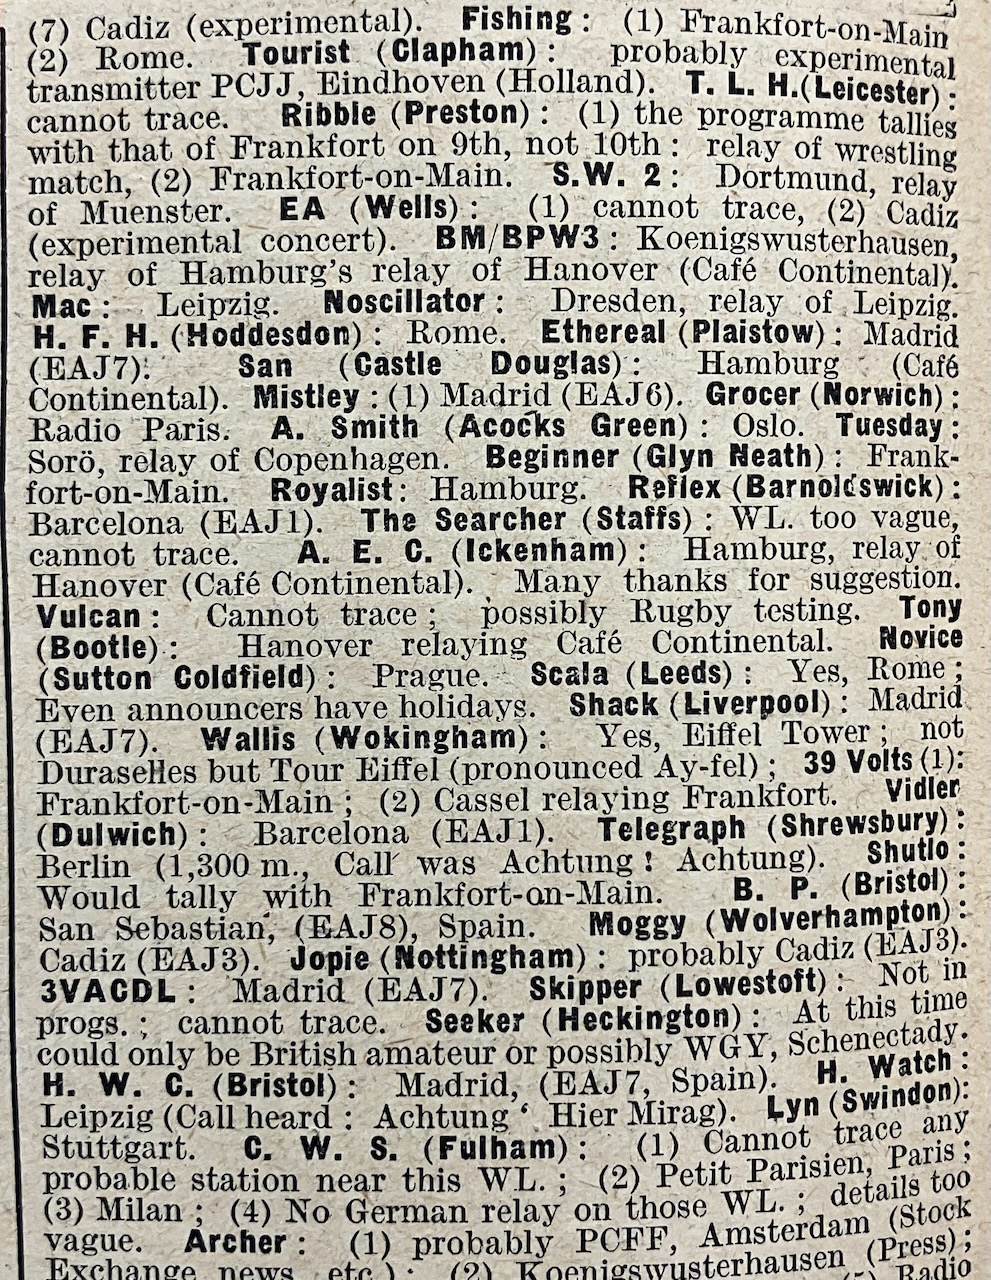 (7) Cadiz (experimental). Fishing: (1) Frankfort-on-Main
(2) Rome. Tourist (Clapham): probably experimental
transmitter PCJJ, Eindhoven (Holland). T. L. H.(Leicester):
cannot trace. Ribble (Preston): (1) the programme tallies
with that of Frankfort on 9th, not 10th: relay of wrestling
match, (2) Frankfort-on-Main. S.W. 2: Dortmund, relay
of Muenster. EA (Wells): (1) cannot trace, (2) Cadiz
(experimental concert). BM/BPW3: Koenigswusterhausen,
relay of Hamburg's relay of Hanover (Café Continental).
Mac: Leipzig. Noscillator: Dresden, relay of Leipzig.
H. F. H. (Hoddesdon): Rome. Ethereal (Plaistow): Madrid
(EAJ7). San (Castle Douglas): Hamburg (Café
Continental). Mistley: (1) Madrid (EAJ6). Grocer (Norwich):
Radio Paris. A. Smith (Acocks Green): Oslo. Tuesday:
Sorö, relay of Copenhagen. Beginner (Glyn Neath): Frank-
fort-on-Main. Royalist: Hamburg. Reflex (Barnoldswick):
Barcelona (EAJ1). The Searcher (Staffs): WL. too vague,
cannot trace. A. E. C. (Ickenham): Hamburg, relay of
Hanover (Café Continental). Many thanks for suggestion.
Vulcan: Cannot trace; possibly Rugby testing. Tony
(Bootle): Hanover relaying Café Continental. Novice
(Sutton Coldfield): Prague. Scala (Leeds): Yes, Rome;
Even announcers have holidays. Shack (Liverpool): Madrid
(EAJ7). Wallis (Wokingham): Yes, Eiffel Tower; not
Duraselles but Tour Eiffel (pronounced Ay-fel); 39 Volts (1):
Frankfort-on-Main; (2) Cassel relaying Frankfort. Vidler
(Dulwich): Barcelona (EAJ1). Telegraph (Shrewsbury):
Berlin (1,300 m., Call was Achtung! Achtung). Shutlo:
Would tally with Frankfort-on-Main. B. P. (Bristol):
San Sebastian, (EAJ8), Spain. Moggy (Wolverhampton):
Cadiz (EAJ3). Jopie (Nottingham): probably Cadiz (EAJ3).
3VACDL: Madrid (EAJ7). Skipper (Lowestoft): Not in
progs.; cannot trace. Seeker (Heckington): At this time
could only be British amateur or possibly WGY, Schenectady.
H. W. C. (Bristol): Madrid, (EAJ7, Spain). H. Watch:
Leipzig (Call heard: Achtung ' Hier Mirag). Lyn (Swindon):
Stuttgart. C. W. S. (Fulham): (1) Cannot trace any
probable station near this WL.; (2) Petit Parisien, Paris;
(3) Milan; (4) No German relay on those WL.; details too
vague. Archer: (1) probably PCFF, Amsterdam (Stock
Exchange news, etc.): (2) Koenigswusterhausen (Press);
Radio